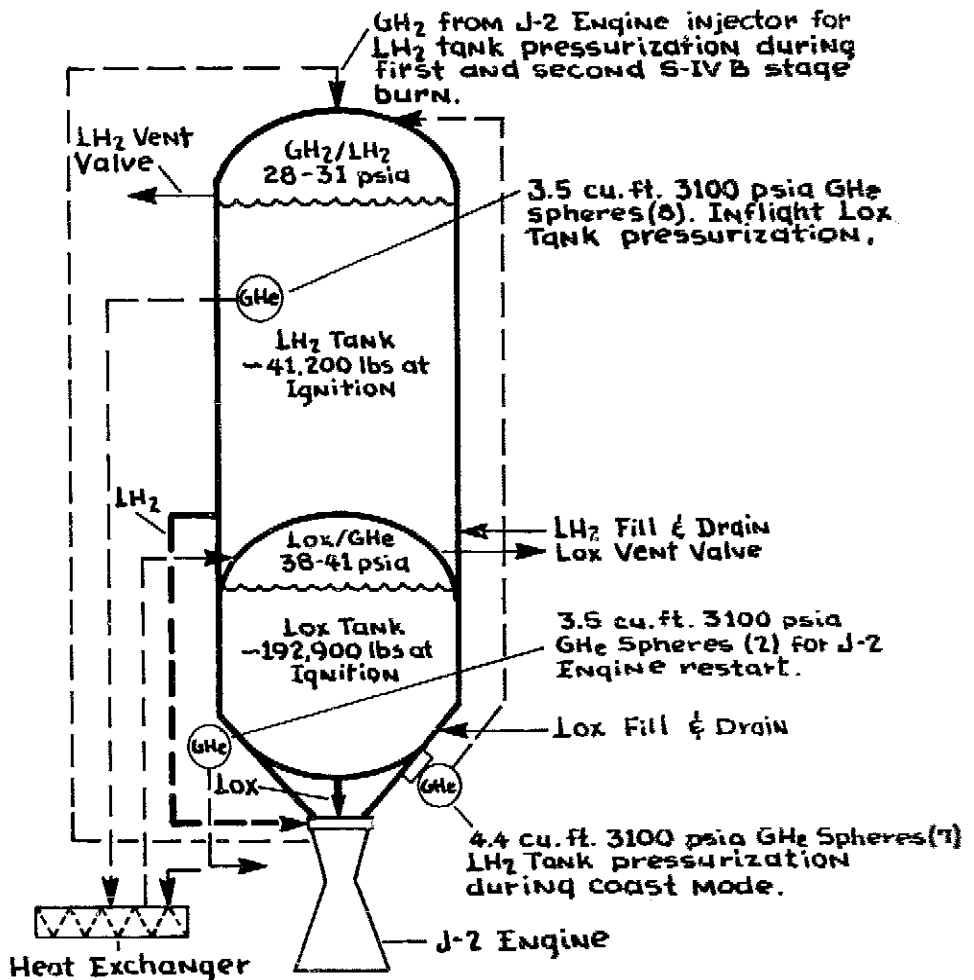 GH₂ from J-2 Engine injector for
LH₂ tank pressurization during
first and second S-IV B stage
burn.
LH₂ Vent
Valve
GH₂/LH₂
28-31 psia
3.5 cu.ft. 3100 psia GHe
spheres(8). Inflight Lox
Tank pressurization.
GHe
LH₂ Tank
~41,200 lbs at
Ignition
LH₂
Lox/GHe
38-41 psia
LH₂ Fill & Drain
Lox Vent Valve
Lox Tank
~192,900 lbs at
Ignition
3.5 cu.ft. 3100 psia
GHe Spheres (2) for J-2
Engine restart.
GHe
Lox Fill & Drain
Lox
GHe
4.4 cu.ft. 3100 psia GHe Spheres(7)
LH₂ Tank pressurization
during coast mode.
J-2 Engine
Heat Exchanger